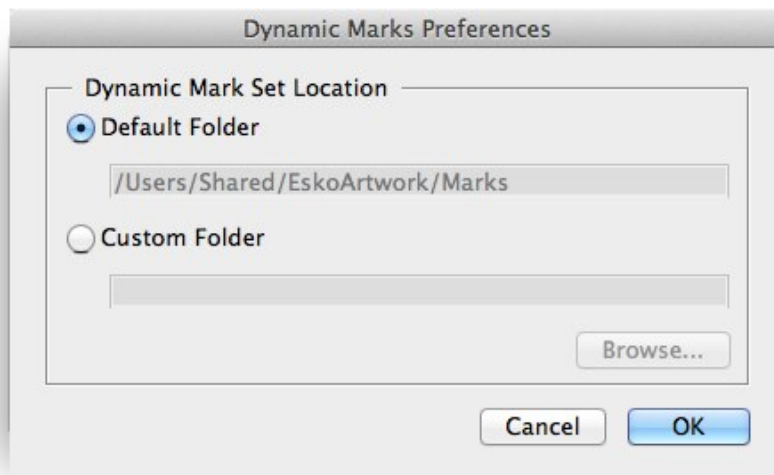 Dynamic Marks Preferences
Dynamic Mark Set Location
Default Folder
/Users/Shared/EskoArtwork/Marks
Custom Folder
Browse...
Cancel OK